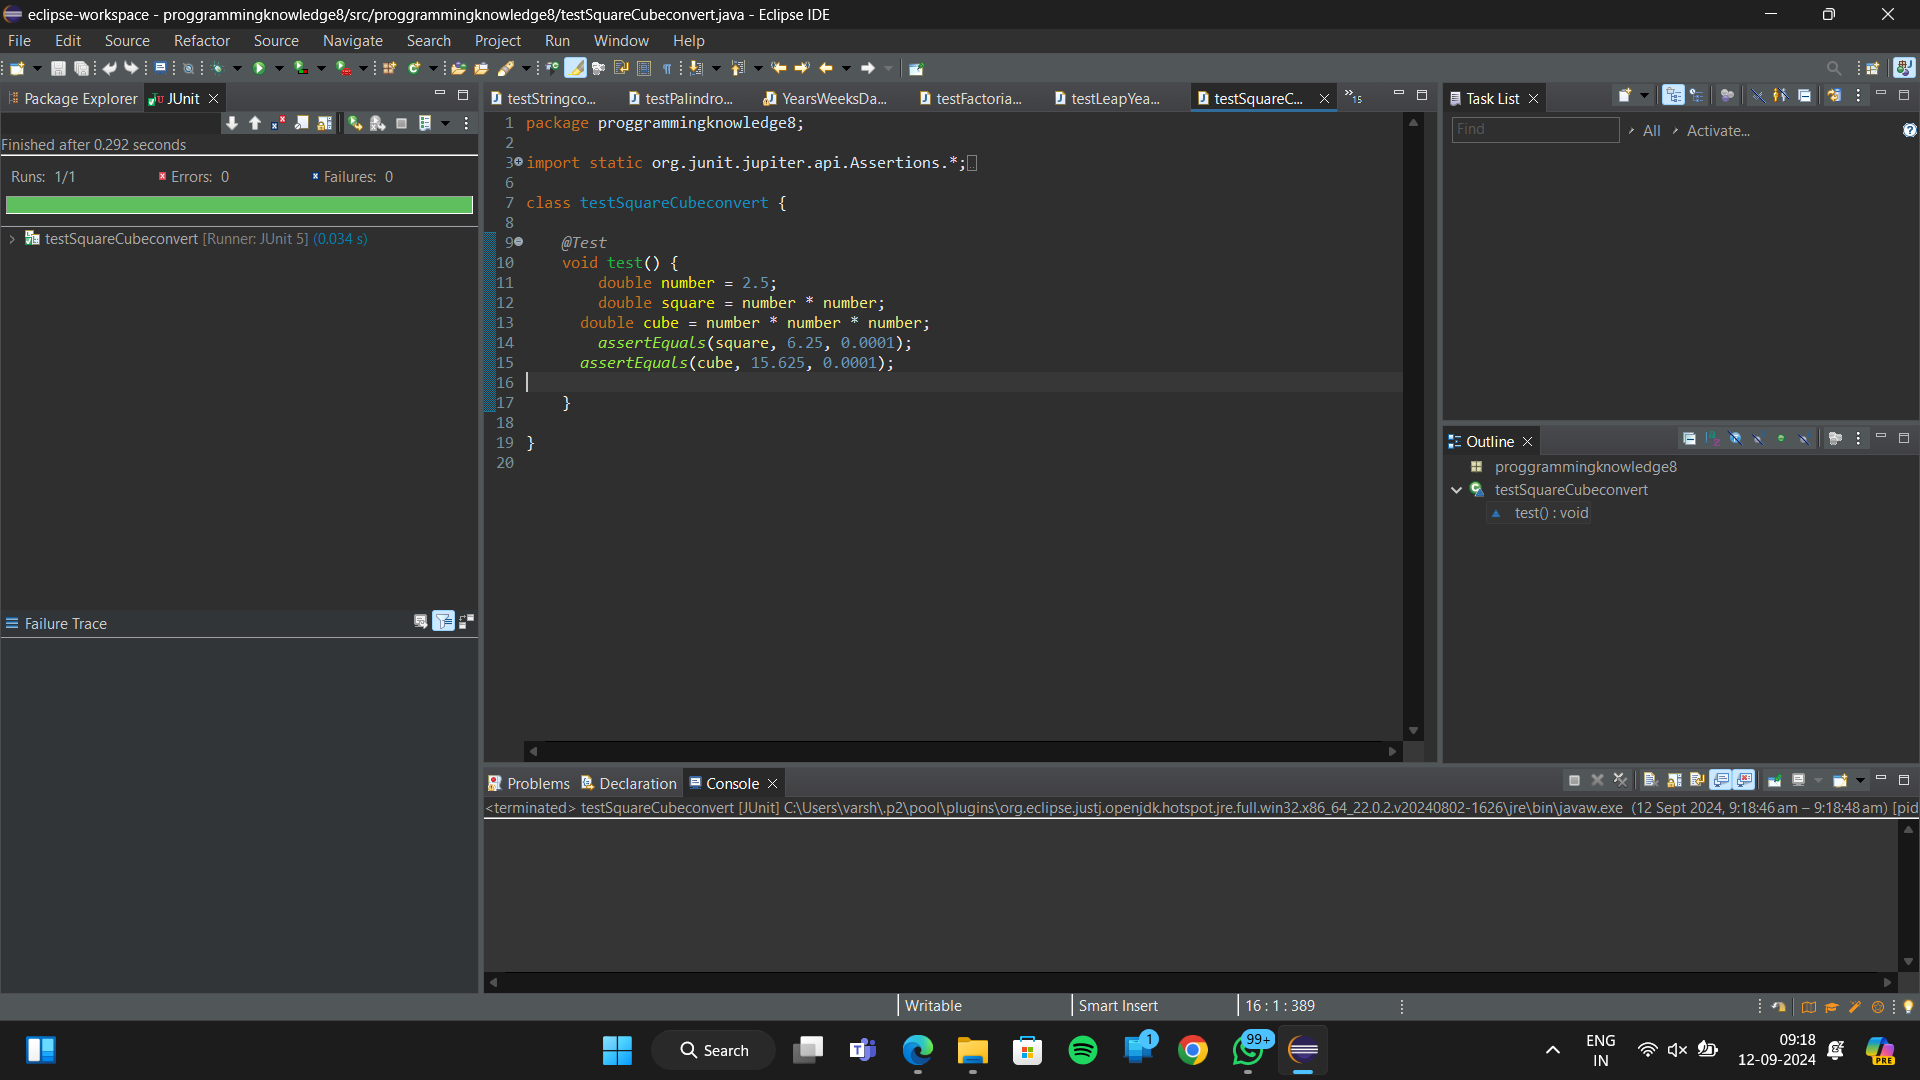 eclipse-workspace - proggrammingknowledge8/src/proggrammingknowledge8/testSquareCubeconvert.java - Eclipse IDE
File Edit Source Refactor Source Navigate Search Project Run Window Help
Package Explorer JUnit
Finished after 0.292 seconds
Runs: 1/1 Errors: 0 Failures: 0
testSquareCubeconvert [Runner: JUnit 5] (0.034 s)
Failure Trace
testStringco... testPalindro... YearsWeeksDa... testFactoria... testLeapYea... testSquareC... »15
1 package proggrammingknowledge8;
2
3 import static org.junit.jupiter.api.Assertions.*;
6
7 class testSquareCubeconvert {
8
9 @Test
10 void test() {
11 double number = 2.5;
12 double square = number * number;
13 double cube = number * number * number;
14 assertEquals(square, 6.25, 0.0001);
15 assertEquals(cube, 15.625, 0.0001);
16
17 }
18
19 }
20
Task List
Find All Activate...
Outline
proggrammingknowledge8
testSquareCubeconvert
test() : void
Problems Declaration Console
<terminated> testSquareCubeconvert [JUnit] C:\Users\varsh\.p2\pool\plugins\org.eclipse.justj.openjdk.hotspot.jre.full.win32.x86_64_22.0.2.v20240802-1626\jre\bin\javaw.exe (12 Sept 2024, 9:18:46 am – 9:18:48 am) [pid
Writable Smart Insert 16 : 1 : 389
Search
1
99+
ENG
IN
09:18
12-09-2024
PRE